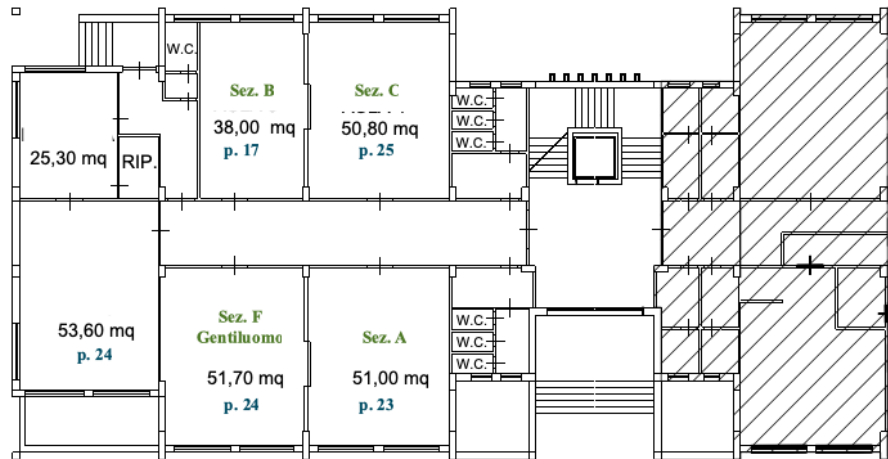 W.C.
Sez. B
38,00 mq
p. 17
Sez. C
50,80 mq
p. 25
W.C.
W.C.
W.C.
25,30 mq
RIP.
53,60 mq
p. 24
Sez. F
Gentiluomo
51,70 mq
p. 24
Sez. A
51,00 mq
p. 23
W.C.
W.C.
W.C.